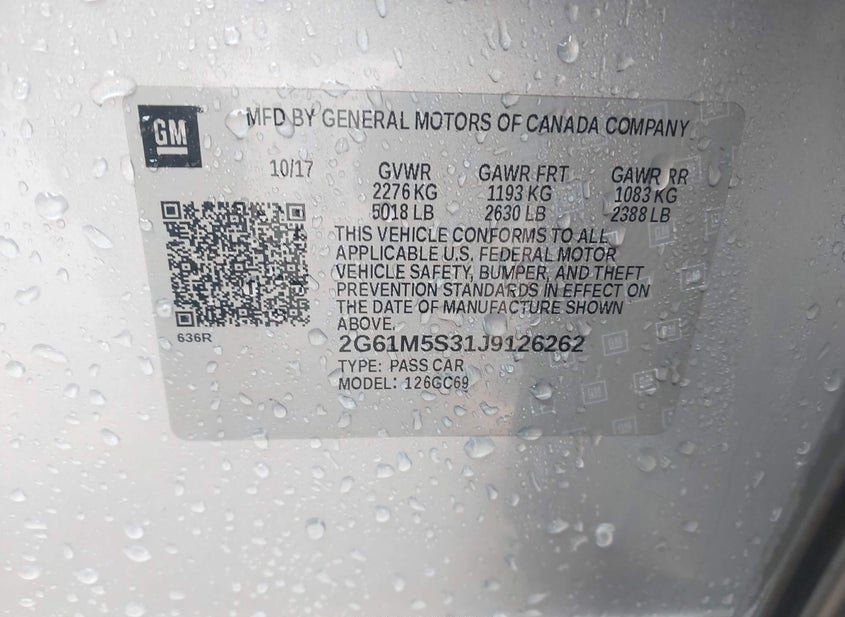 GM
MFD BY GENERAL MOTORS OF CANADA COMPANY
10/17 GVWR GAWR FRT GAWR RR
2276 KG 1193 KG 1083 KG
5018 LB 2630 LB 2388 LB
THIS VEHICLE CONFORMS TO ALL
APPLICABLE U.S. FEDERAL MOTOR
VEHICLE SAFETY, BUMPER, AND THEFT
PREVENTION STANDARDS IN EFFECT ON
THE DATE OF MANUFACTURE SHOWN
ABOVE.
636R
2G61M5S31J9126262
TYPE: PASS CAR
MODEL: 126GC69